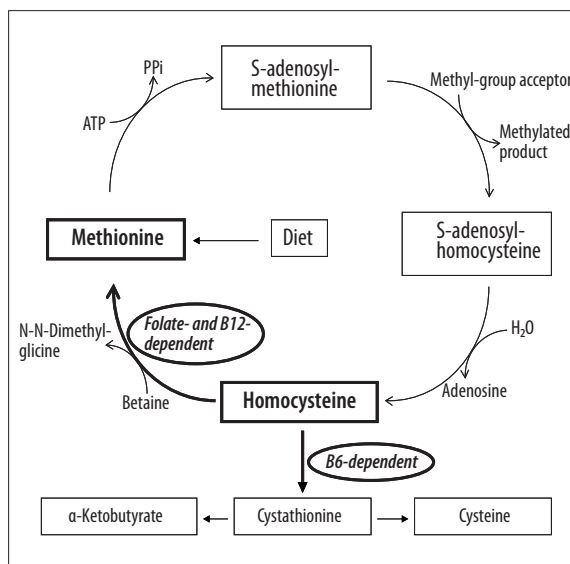 PPi
S-adenosyl-
methionine
Methyl-group acceptor
ATP
Methylated
product
Methionine
Diet
S-adenosyl-
homocysteine
N-N-Dimethyl-
glicine
Folate- and B12-
dependent
H₂O
Betaine
Homocysteine
Adenosine
B6-dependent
α-Ketobutyrate
Cystathionine
Cysteine